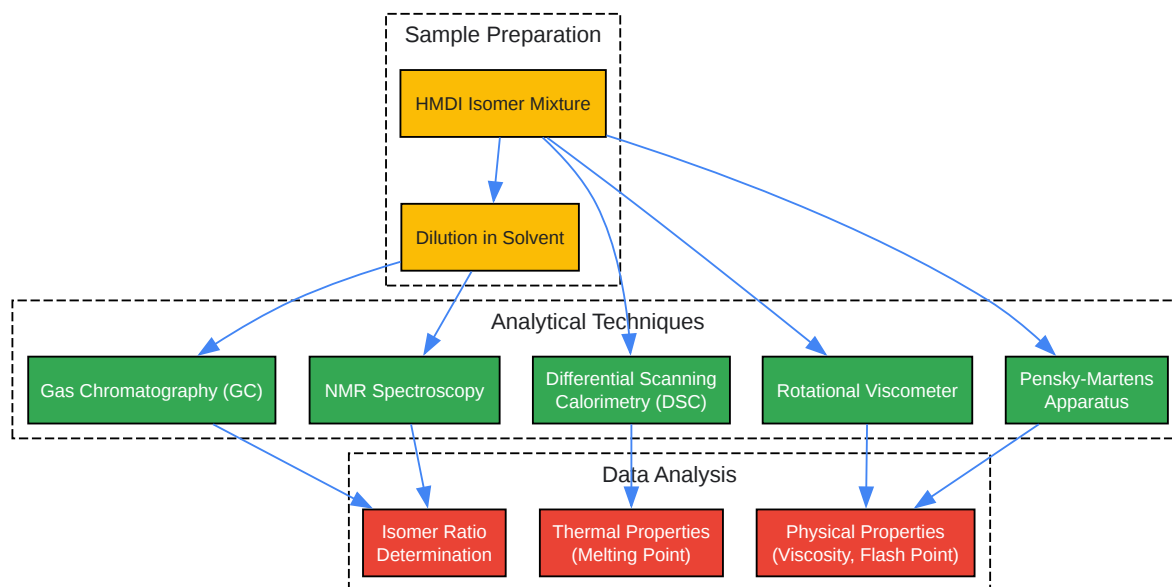 Sample Preparation
HMDI Isomer Mixture
Dilution in Solvent
Analytical Techniques
Gas Chromatography (GC)
NMR Spectroscopy
Differential Scanning
Calorimetry (DSC)
Rotational Viscometer
Pensky-Martens
Apparatus
Data Analysis
Isomer Ratio
Determination
Thermal Properties
(Melting Point)
Physical Properties
(Viscosity, Flash Point)